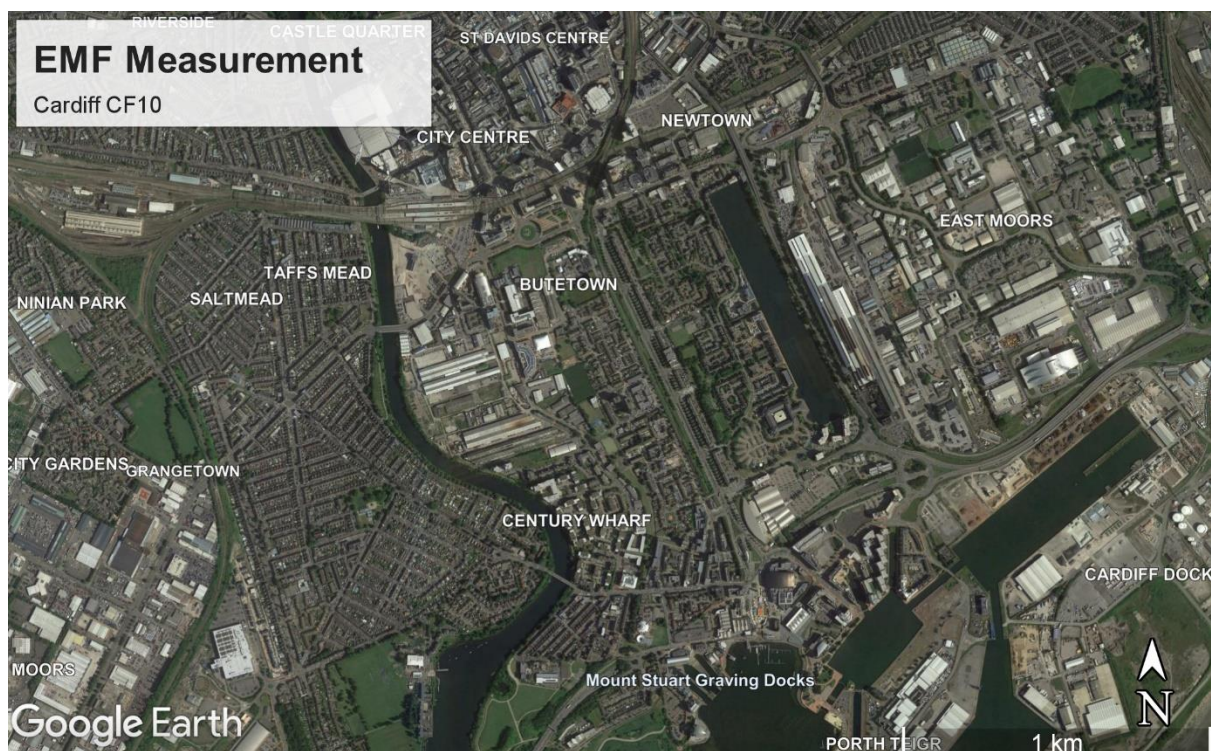 RIVERSIDE
CASTLE QUARTER
ST DAVIDS CENTRE
EMF Measurement
Cardiff CF10
NEWTOWN
CITY CENTRE
EAST MOORS
TAFFS MEAD
BUTETOWN
SALTMEAD
NINIAN PARK
CITY GARDENS
GRANGETOWN
CENTURY WHARF
CARDIFF DOCK
MOORS
Mount Stuart Graving Docks
N
Google Earth
PORTH TEIGR
1 km